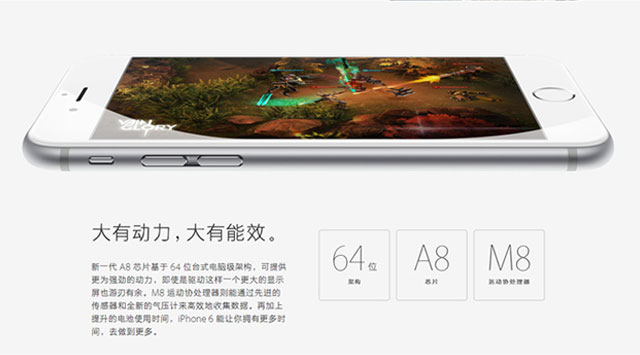 VAIN
GLORY
大有动力，大有能效。
新一代 A8 芯片基于 64 位台式电脑级架构，可提供
更为强劲的动力，即使是驱动这样一个更大的显示
屏也游刃有余。M8 运动协处理器则能通过先进的
传感器和全新的气压计来高效地收集数据。再加上
提升的电池使用时间，iPhone 6 能让你拥有更多时
间，去做到更多。
64位
架构
A8
芯片
M8
运动协处理器